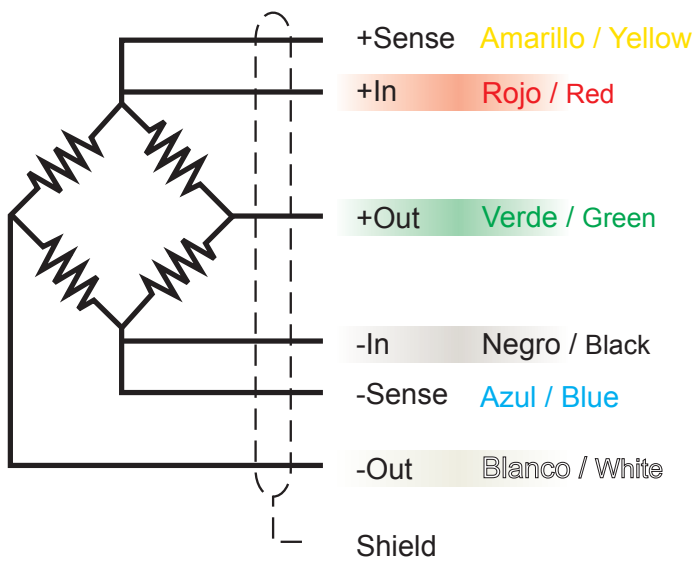 +Sense Amarillo / Yellow
+In Rojo / Red
+Out Verde / Green
-In Negro / Black
-Sense Azul / Blue
-Out Blanco / White
Shield